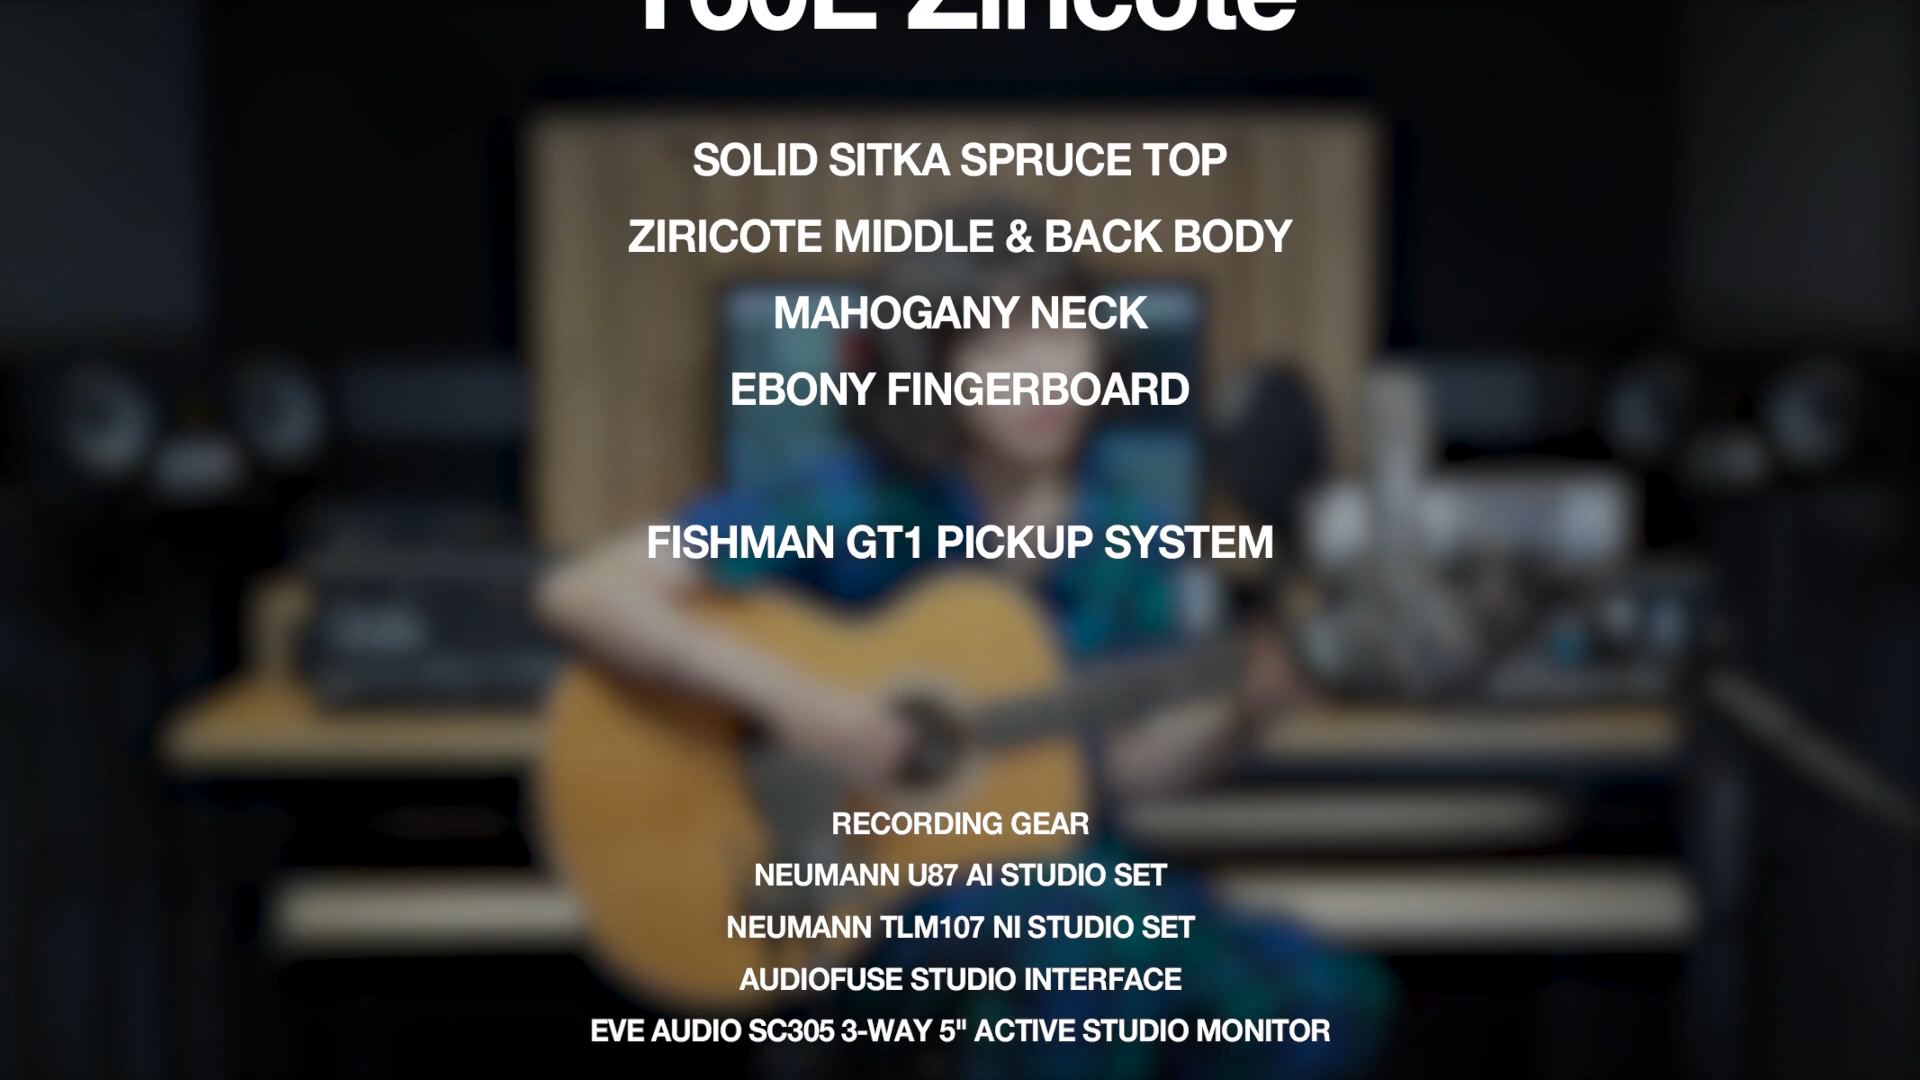 Ziricote
SOLID SITKA SPRUCE TOP
ZIRICOTE MIDDLE & BACK BODY
MAHOGANY NECK
EBONY FINGERBOARD
FISHMAN GT1 PICKUP SYSTEM
RECORDING GEAR
NEUMANN U87 AI STUDIO SET
NEUMANN TLM107 NI STUDIO SET
AUDIOFUSE STUDIO INTERFACE
EVE AUDIO SC305 3-WAY 5" ACTIVE STUDIO MONITOR